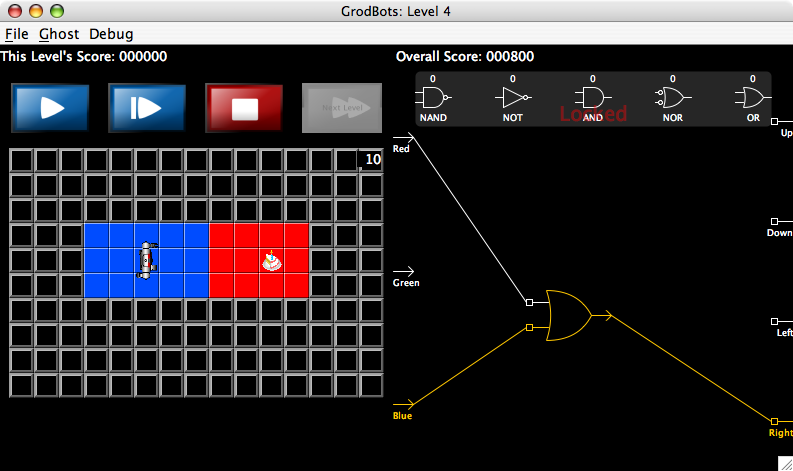 GrodBots: Level 4
File Ghost Debug
This Level's Score: 000000
Overall Score: 000800
Next Level
0 0 0 0 0
NAND NOT AND NOR OR
Locked
10
Red
Green
Blue
Up
Down
Left
Right